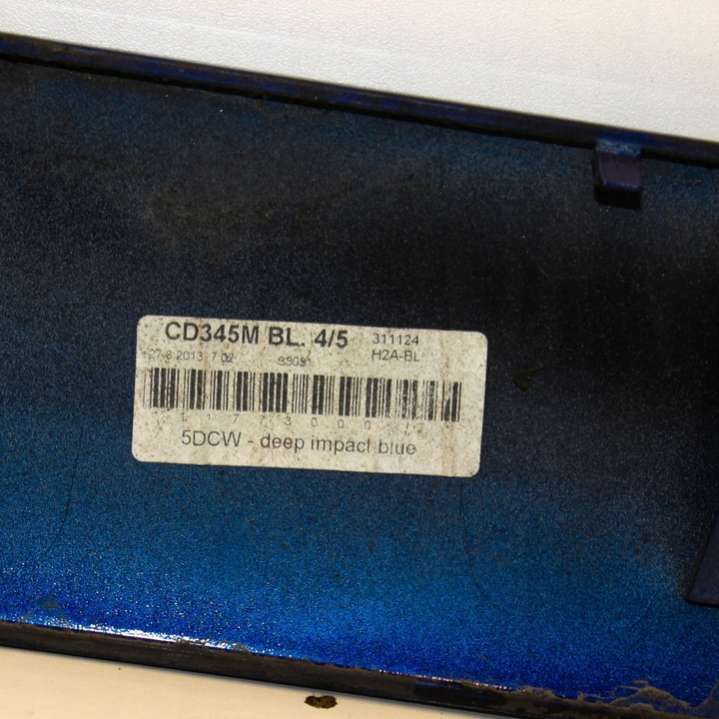 CD345M BL. 4/5 311124
27.8.2013 7:02 H2A-BL
5DCW - deep impact blue